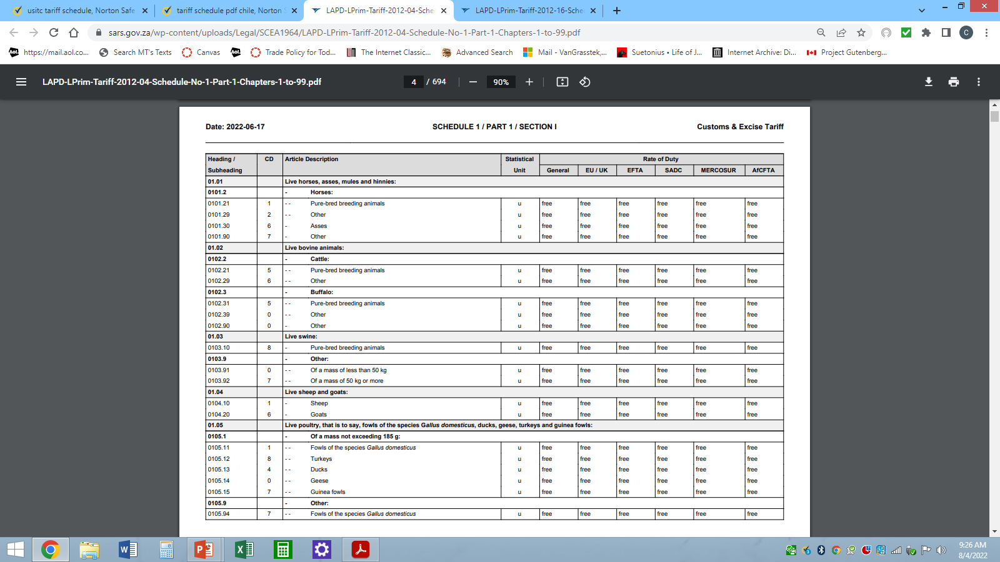 usitc tariff schedule, Norton Safe
tariff schedule pdf chile, Norton S
LAPD-LPrim-Tariff-2012-04-Sche
LAPD-LPrim-Tariff-2012-16-Sche
sars.gov.za/wp-content/uploads/Legal/SCEA1964/LAPD-LPrim-Tariff-2012-04-Schedule-No-1-Part-1-Chapters-1-to-99.pdf
C
Aol. https://mail.aol.co... Search MT's Texts Canvas Aol. Trade Policy for Tod... The Internet Classic... Advanced Search Mail - VanGrasstek,... Suetonius • Life of J... Internet Archive: Di... Project Gutenberg...
LAPD-LPrim-Tariff-2012-04-Schedule-No-1-Part-1-Chapters-1-to-99.pdf 4 / 694 − 90% +
Date: 2022-06-17 SCHEDULE 1 / PART 1 / SECTION I Customs & Excise Tariff
Heading / CD Article Description Statistical Rate of Duty
Subheading Unit General EU / UK EFTA SADC MERCOSUR AfCFTA
01.01 Live horses, asses, mules and hinnies:
0101.2 - Horses:
0101.21 1 - - Pure-bred breeding animals u free free free free free free
0101.29 2 - - Other u free free free free free free
0101.30 6 - Asses u free free free free free free
0101.90 7 - Other u free free free free free free
01.02 Live bovine animals:
0102.2 - Cattle:
0102.21 5 - - Pure-bred breeding animals u free free free free free free
0102.29 6 - - Other u free free free free free free
0102.3 - Buffalo:
0102.31 5 - - Pure-bred breeding animals u free free free free free free
0102.39 0 - - Other u free free free free free free
0102.90 0 - Other u free free free free free free
01.03 Live swine:
0103.10 8 - Pure-bred breeding animals u free free free free free free
0103.9 - Other:
0103.91 0 - - Of a mass of less than 50 kg u free free free free free free
0103.92 7 - - Of a mass of 50 kg or more u free free free free free free
01.04 Live sheep and goats:
0104.10 1 - Sheep u free free free free free free
0104.20 6 - Goats u free free free free free free
01.05 Live poultry, that is to say, fowls of the species Gallus domesticus, ducks, geese, turkeys and guinea fowls:
0105.1 - Of a mass not exceeding 185 g:
0105.11 1 - - Fowls of the species Gallus domesticus u free free free free free free
0105.12 8 - - Turkeys u free free free free free free
0105.13 4 - - Ducks u free free free free free free
0105.14 0 - - Geese u free free free free free free
0105.15 7 - - Guinea fowls u free free free free free free
0105.9 - Other:
0105.94 7 - - Fowls of the species Gallus domesticus u free free free free free free
9:26 AM
8/4/2022